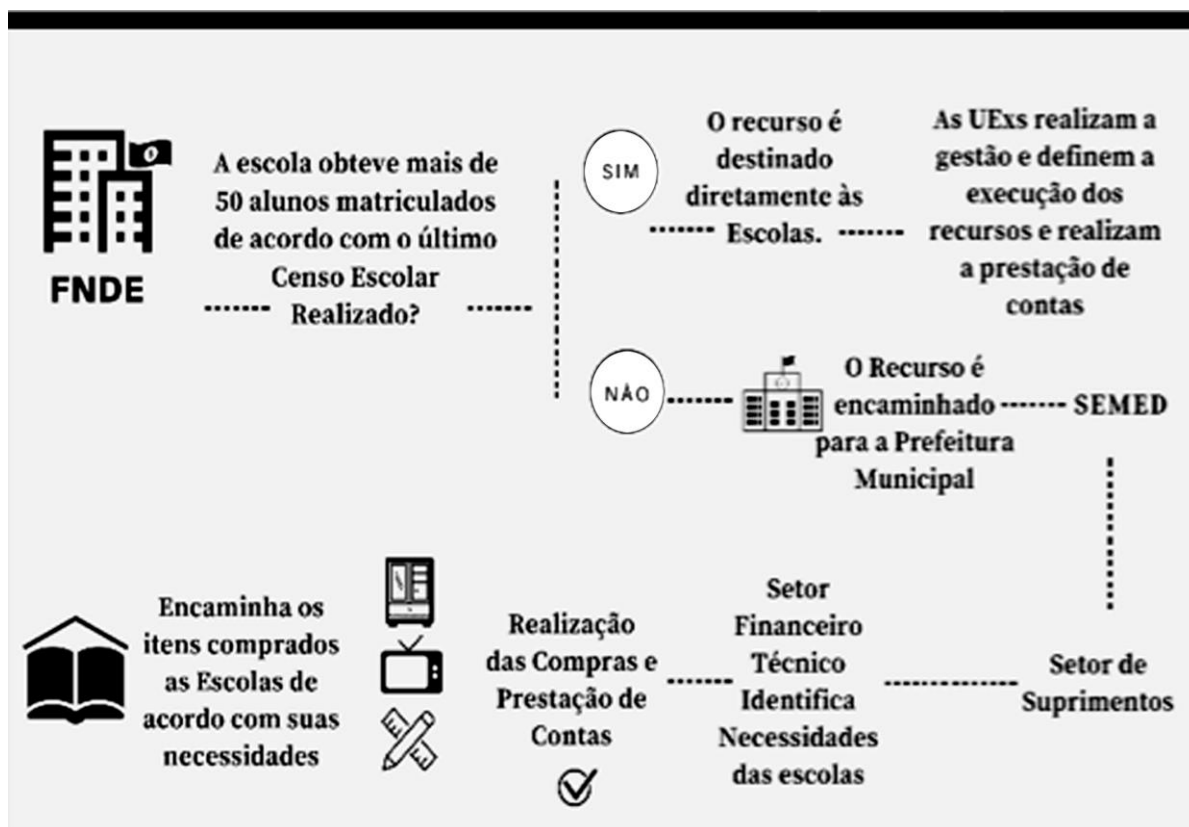 FNDE
A escola obteve mais de
50 alunos matriculados
de acordo com o último
Censo Escolar
Realizado?
SIM
O recurso é
destinado
diretamente às
Escolas.
As UExs realizam a
gestão e definem a
execução dos
recursos e realizam
a prestação de
contas
NÃO
O Recurso é
encaminhado
para a Prefeitura
Municipal
SEMED
Setor de
Suprimentos
Setor
Financeiro
Técnico
Identifica
Necessidades
das escolas
Realização
das Compras e
Prestação de
Contas
Encaminha os
itens comprados
as Escolas de
acordo com suas
necessidades